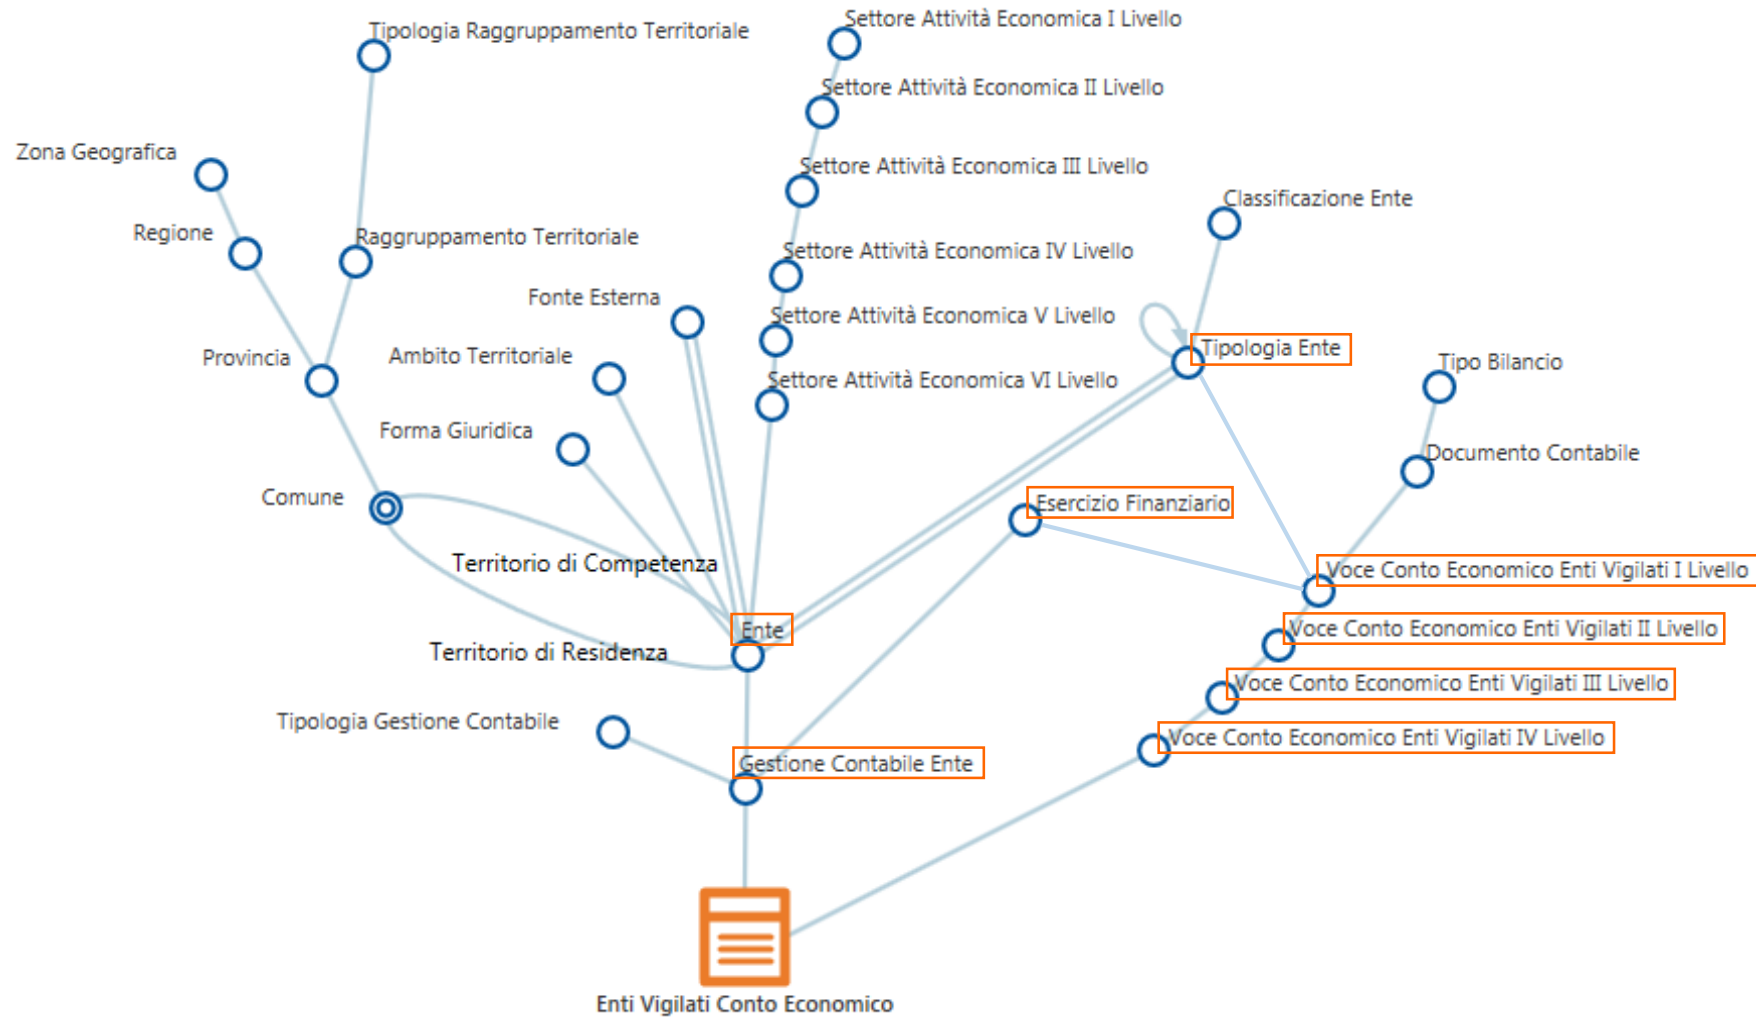 Settore Attività Economica I Livello
Tipologia Raggruppamento Territoriale
Settore Attività Economica II Livello
Zona Geografica
Settore Attività Economica III Livello
Classificazione Ente
Regione
Raggruppamento Territoriale
Settore Attività Economica IV Livello
Fonte Esterna
Settore Attività Economica V Livello
Tipologia Ente
Provincia
Ambito Territoriale
Tipo Bilancio
Settore Attività Economica VI Livello
Forma Giuridica
Documento Contabile
Comune
Esercizio Finanziario
Territorio di Competenza
Voce Conto Economico Enti Vigilati I Livello
Ente
Voce Conto Economico Enti Vigilati II Livello
Territorio di Residenza
Voce Conto Economico Enti Vigilati III Livello
Tipologia Gestione Contabile
Voce Conto Economico Enti Vigilati IV Livello
Gestione Contabile Ente
Enti Vigilati Conto Economico